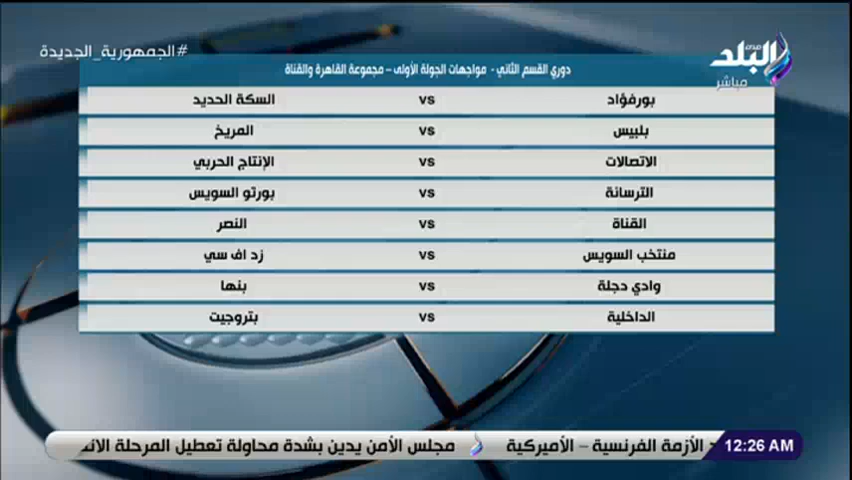 #الجمهورية_الجديدة
صدى البلد
مباشر
دوري القسم الثاني - مواجهات الجولة الأولى – مجموعة القاهرة والقناة
بورفؤاد vs السكة الحديد
بلبيس vs المريخ
الاتصالات vs الإنتاج الحربي
الترسانة vs بورتو السويس
القناة vs النصر
منتخب السويس vs زد اف سي
وادي دجلة vs بنها
الداخلية vs بتروجيت
12:26 AM الأزمة الفرنسية – الأميركية مجلس الأمن يدين بشدة محاولة تعطيل المرحلة